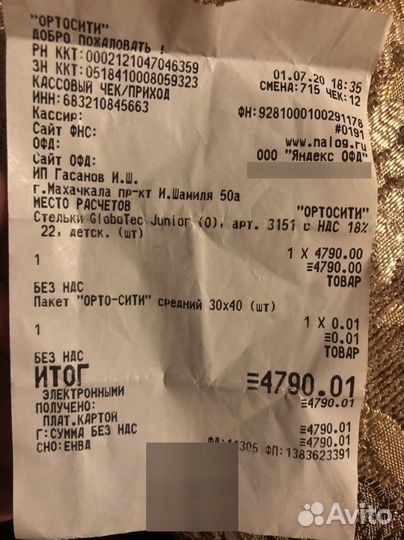 "ОРТОСИТИ"
ДОБРО ПОЖАЛОВАТЬ !
РН ККТ:0002121047046359
01.07.20 18:35
ЗН ККТ:0518410008059323
СМЕНА:715 ЧЕК:12
КАССОВЫЙ ЧЕК/ПРИХОД
ИНН:683210845663
ФН:9281000100291178
Кассир:
#0191
Сайт ФНС:
www.nalog.ru
ОФД:
ООО "Яндекс ОФД"
Сайт ОФД:
ИП Гасанов И.Ш.
г.Махачкала пр-кт И.Шамиля 50а
МЕСТО РАСЧЕТОВ
"ОРТОСИТИ"
Стельки GloboTec Junior (0), арт. 3151 с НДС 18%
22, детск. (шт)
1 X 4790.00
1
≡4790.00
ТОВАР
БЕЗ НДС
Пакет "ОРТО-СИТИ" средний 30x40 (шт)
1 X 0.01
1
≡0.01
ТОВАР
БЕЗ НДС
ИТОГ ≡4790.01
ЭЛЕКТРОННЫМИ ≡4790.01
ПОЛУЧЕНО:
ПЛАТ.КАРТОЙ ≡4790.01
Г:СУММА БЕЗ НДС ≡4790.01
СНО:ЕНВД
ФП:1383623391
Avito